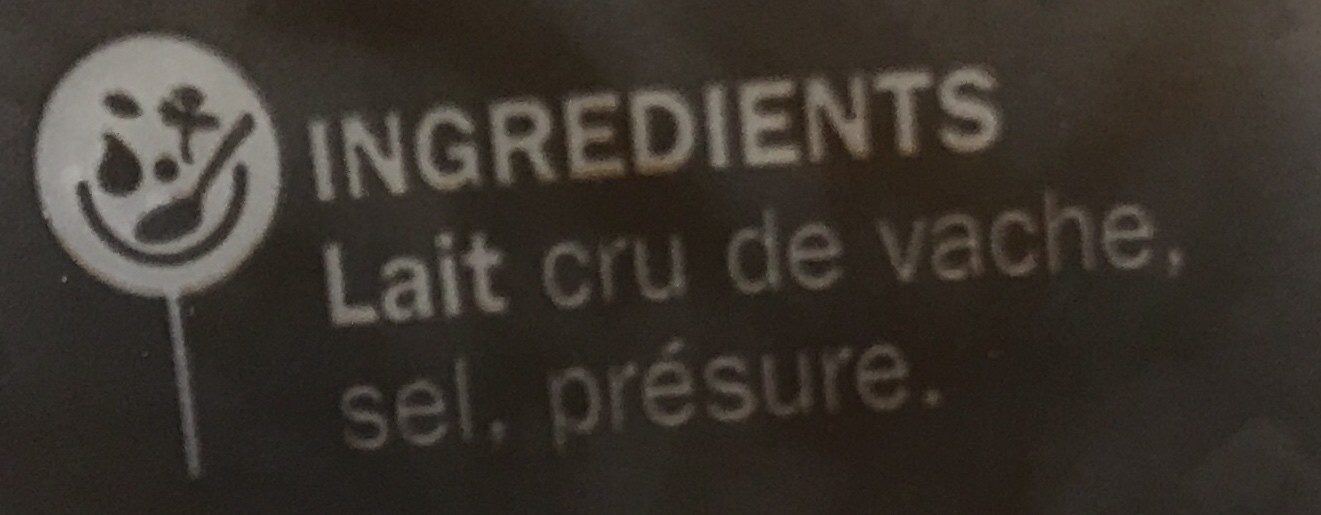 INGREDIENTS
Lait cru de vache,
sel, présure.